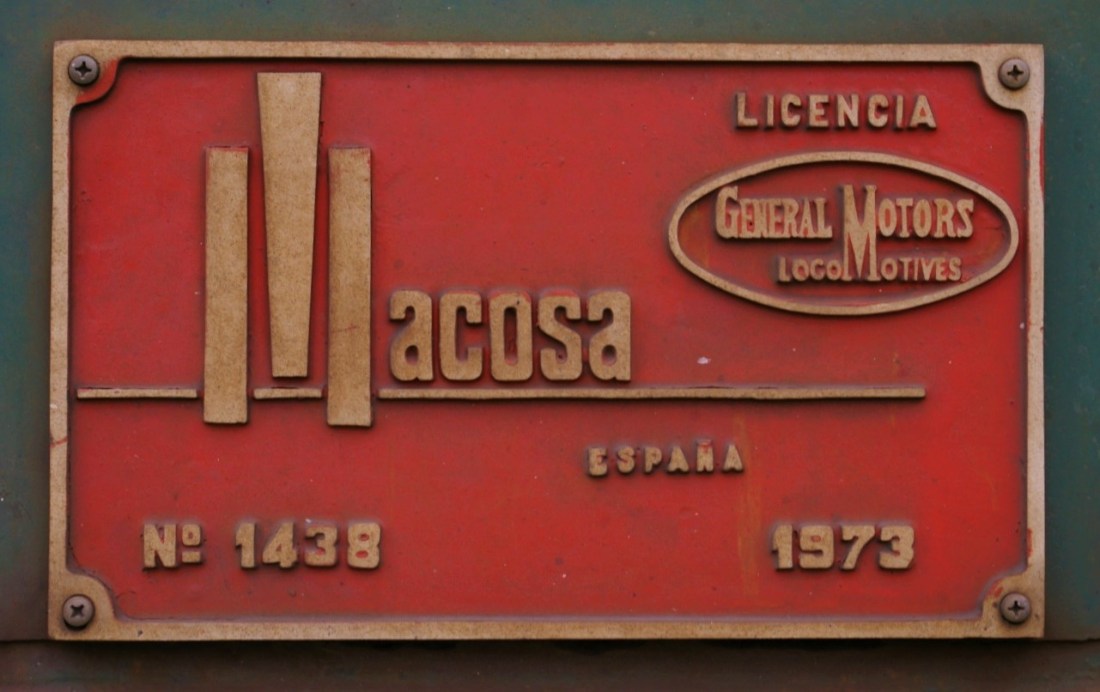 LICENCIA
GENERAL MOTORS
LOCOMOTIVES
Macosa
ESPAÑA
Nº 1438
1973